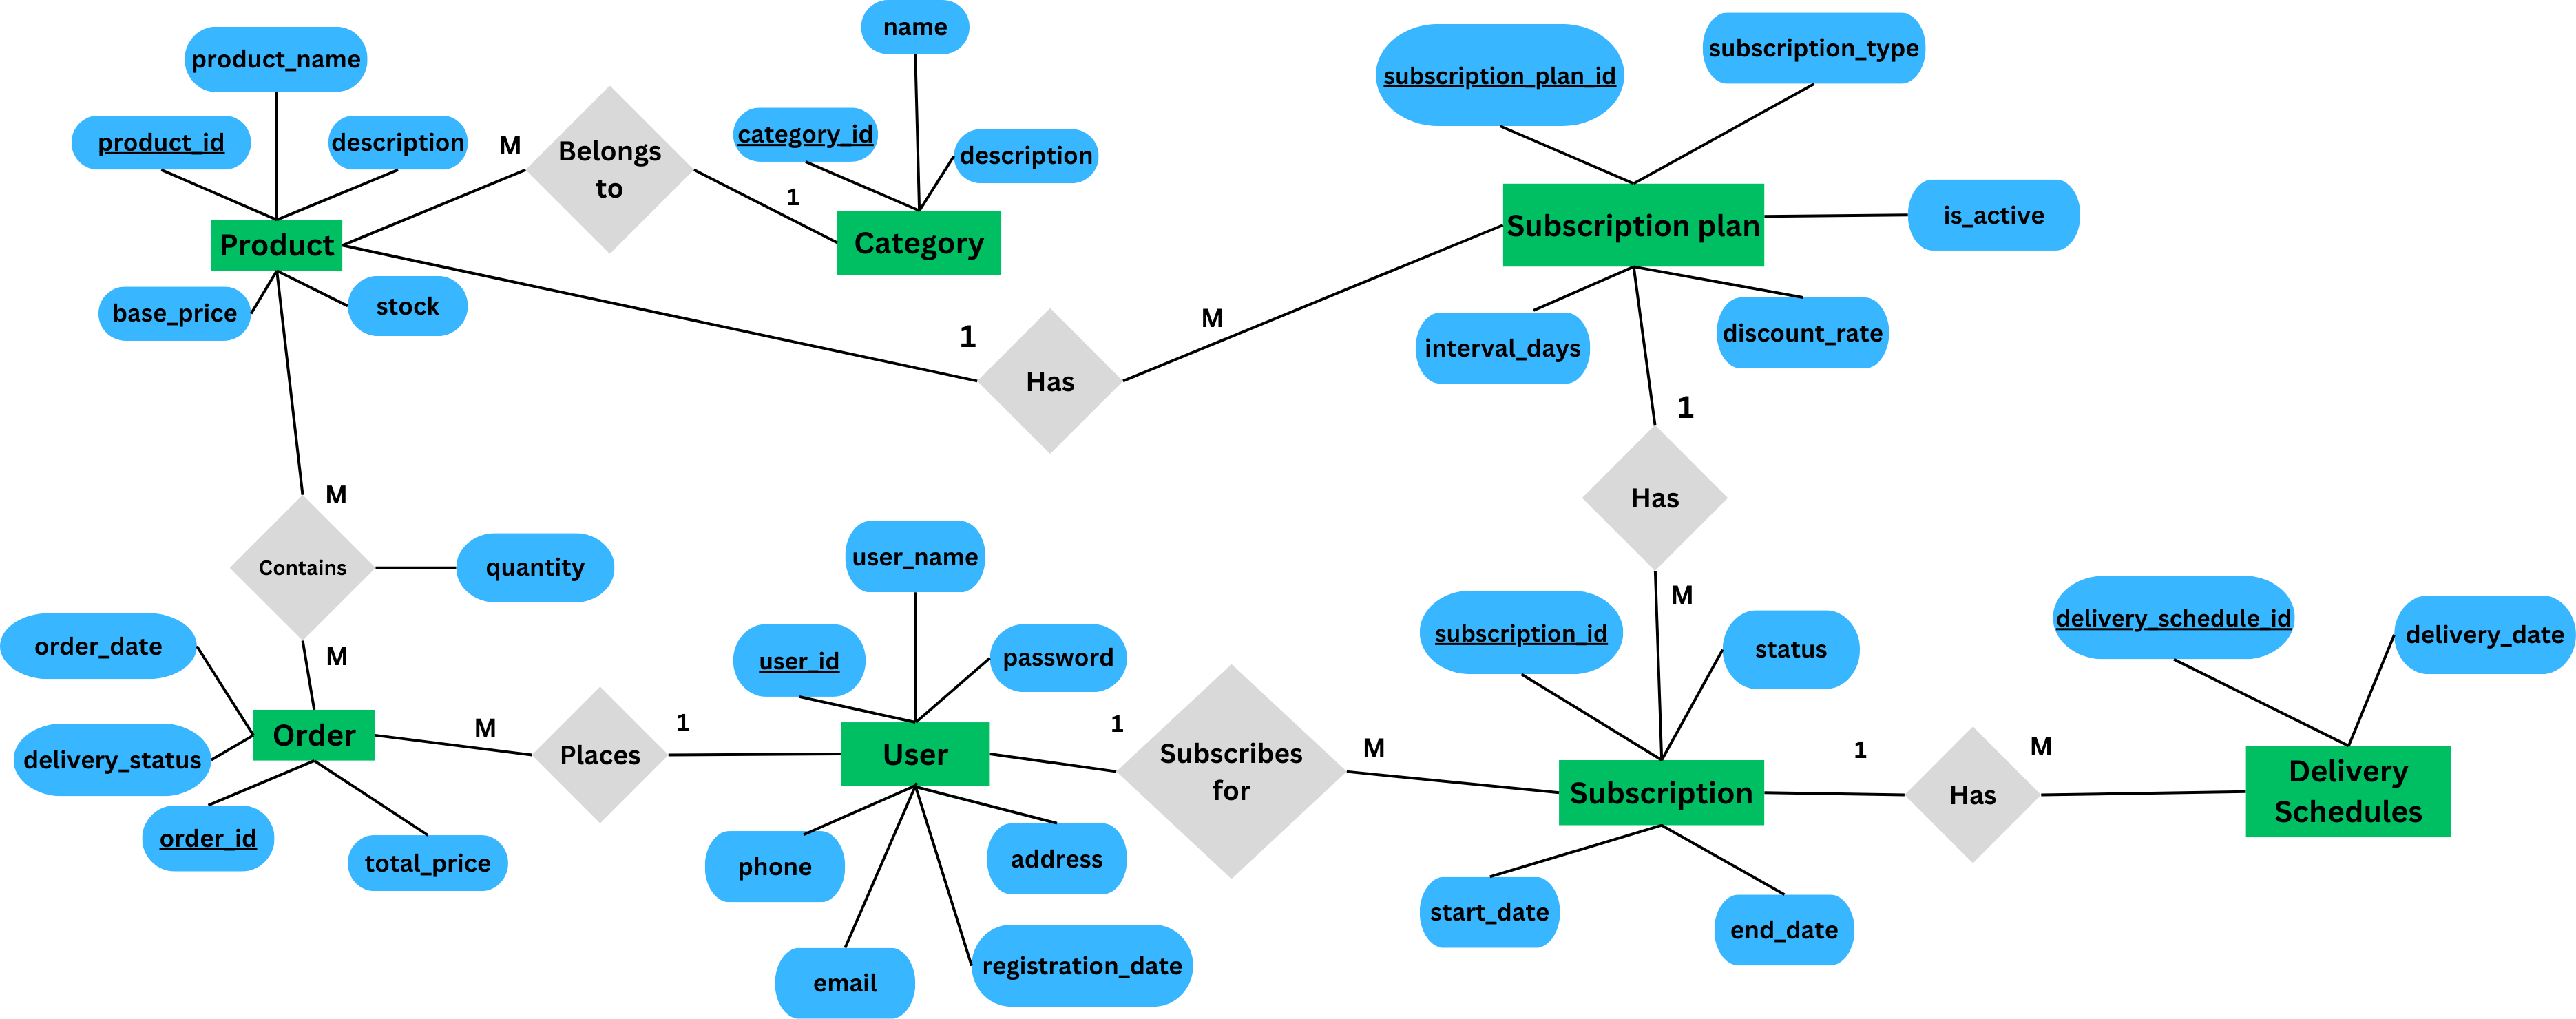 name
product_name
subscription_type
subscription_plan_id
product_id
description
M
Belongs
to
category_id
description
1
Product
Category
Subscription plan
is_active
base_price
stock
1
Has
M
interval_days
discount_rate
1
M
Has
Contains
quantity
user_name
M
order_date
M
user_id
password
subscription_id
status
delivery_schedule_id
delivery_date
delivery_status
Order
M
Places
1
User
1
Subscribes
for
M
Subscription
1
Has
M
Delivery
Schedules
order_id
total_price
phone
address
start_date
end_date
email
registration_date